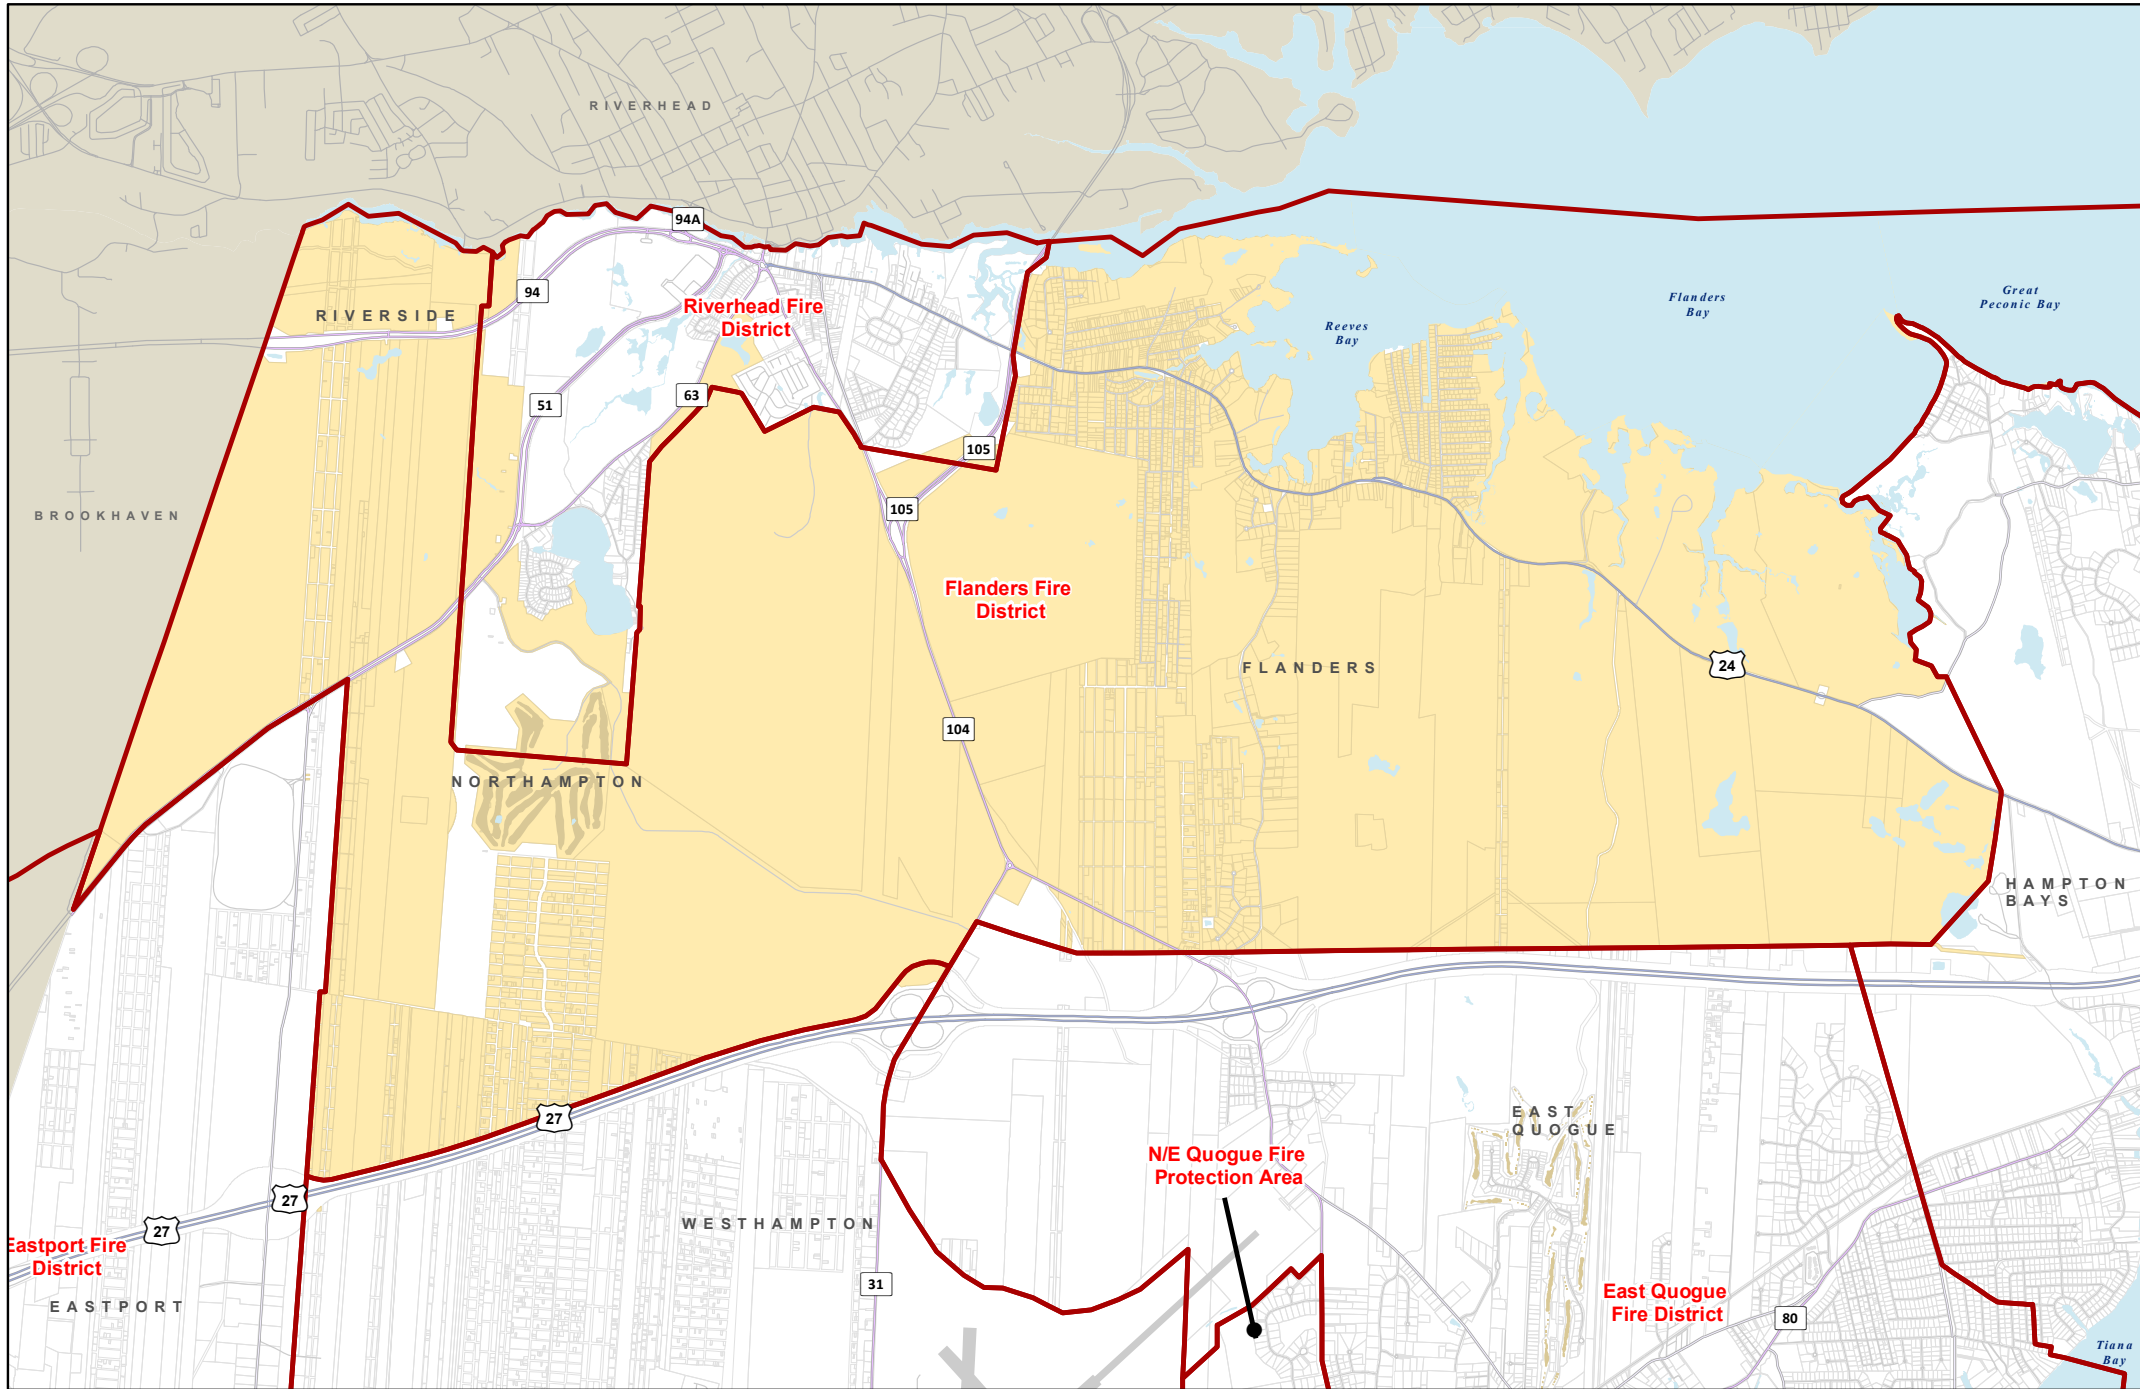 RIVERHEAD
94A
94
RIVERSIDE
Riverhead Fire
District
Flanders
Bay
Great
Peconic Bay
Reeves
Bay
51
63
105
105
BROOKHAVEN
Flanders Fire
District
FLANDERS
24
104
NORTHAMPTON
HAMPTON
BAYS
27
EAST
QUOGUE
N/E Quogue Fire
Protection Area
27
27
WESTHAMPTON
Eastport Fire
District
31
EASTPORT
East Quogue
Fire District
80
Tiana
Bay